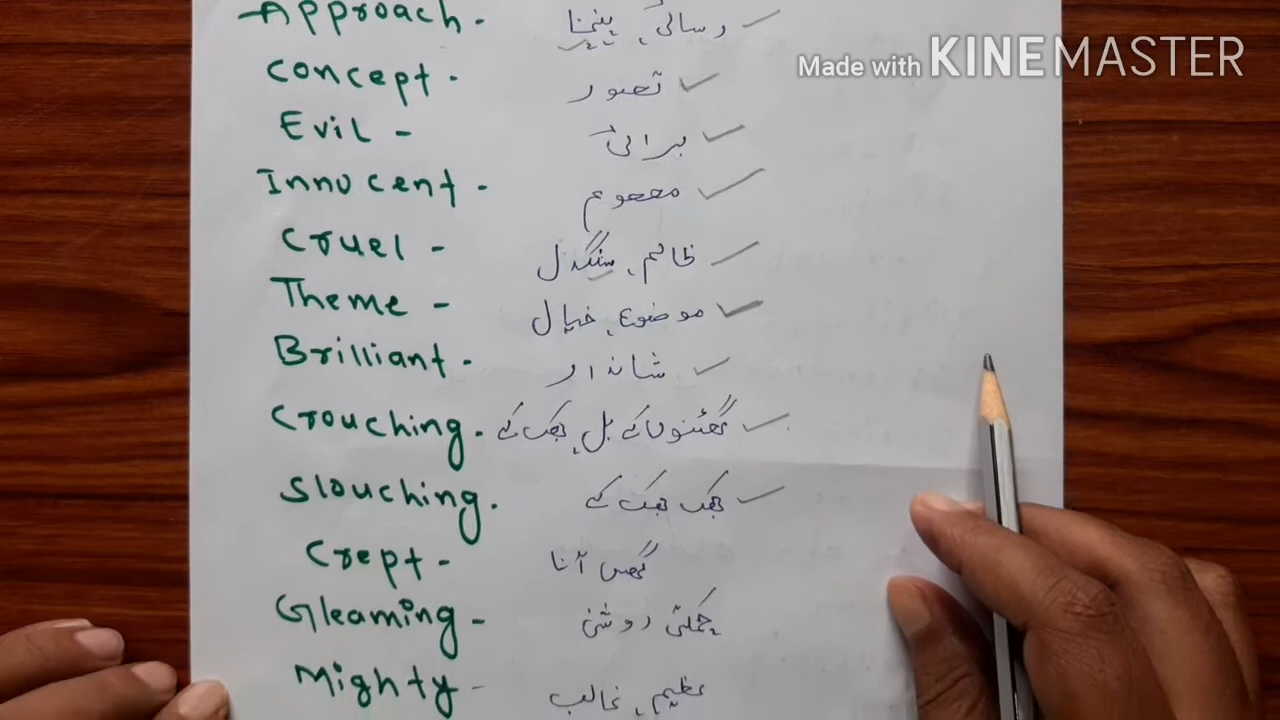 Made with KINEMASTER
Approach. رسائی، پہنچنا
Concept. تصور
Evil - برائی
Innocent. معصوم
Cruel - ظالم، سنگدل
Theme - موضوع، خیال
Brilliant. شاندار
Crouching. گھٹنوں کے بل، جھک کے
Slouching. جھک جھک کے
Crept - گھس آنا
Gleaming - چمکتی روشنی
Mighty - عظیم، غالب